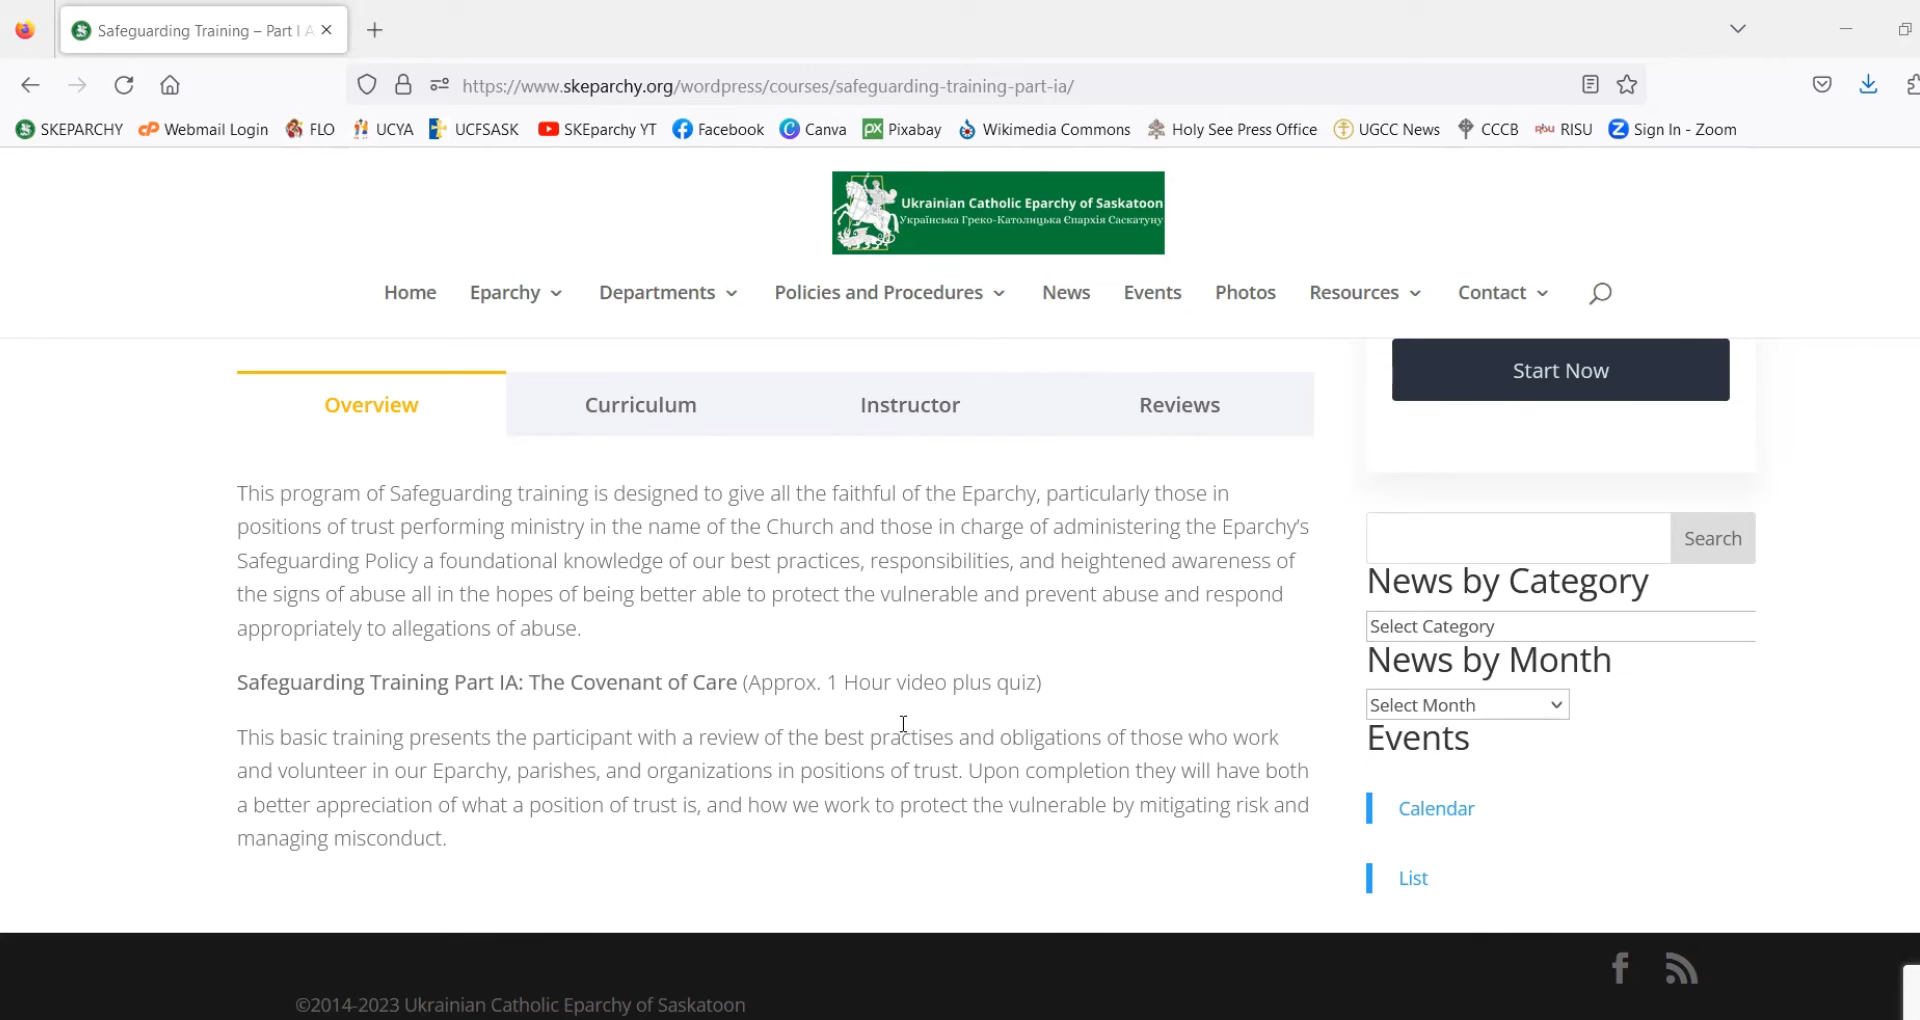 Safeguarding Training – Part I A
https://www.skeparchy.org/wordpress/courses/safeguarding-training-part-ia/
SKEPARCHY Webmail Login FLO UCYA UCFSASK SKEparchy YT Facebook Canva Pixabay Wikimedia Commons Holy See Press Office UGCC News CCCB RISU Sign In - Zoom
Ukrainian Catholic Eparchy of Saskatoon
Українська Греко-Католицька Єпархія Саскатуну
Home Eparchy Departments Policies and Procedures News Events Photos Resources Contact
Start Now
Overview Curriculum Instructor Reviews
This program of Safeguarding training is designed to give all the faithful of the Eparchy, particularly those in
positions of trust performing ministry in the name of the Church and those in charge of administering the Eparchy’s
Safeguarding Policy a foundational knowledge of our best practices, responsibilities, and heightened awareness of
the signs of abuse all in the hopes of being better able to protect the vulnerable and prevent abuse and respond
appropriately to allegations of abuse.
Safeguarding Training Part IA: The Covenant of Care (Approx. 1 Hour video plus quiz)
This basic training presents the participant with a review of the best practises and obligations of those who work
and volunteer in our Eparchy, parishes, and organizations in positions of trust. Upon completion they will have both
a better appreciation of what a position of trust is, and how we work to protect the vulnerable by mitigating risk and
managing misconduct.
Search
News by Category
Select Category
News by Month
Select Month
Events
Calendar
List
©2014-2023 Ukrainian Catholic Eparchy of Saskatoon